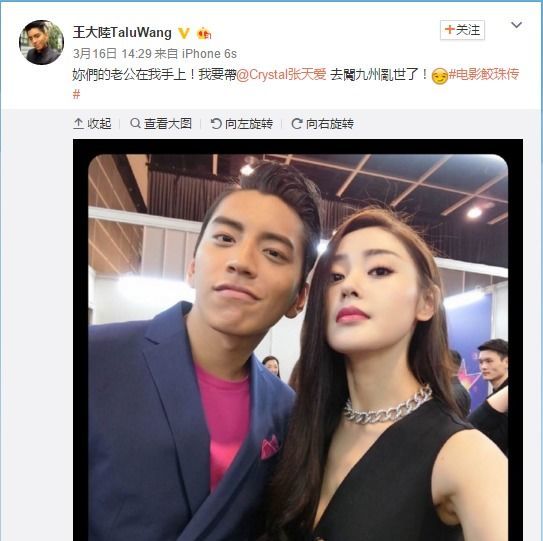 王大陸TaluWang
+关注
3月16日 14:29 来自 iPhone 6s
妳們的老公在我手上！我要帶@Crystal张天爱 去闖九州亂世了！#电影鲛珠传
#
收起 查看大图 向左旋转 向右旋转